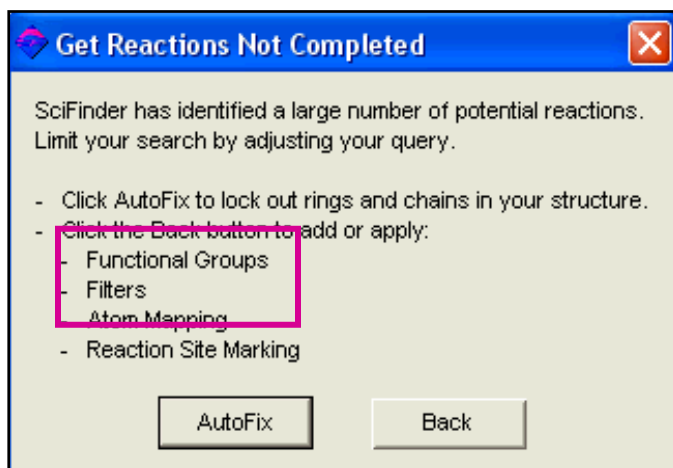 Get Reactions Not Completed
SciFinder has identified a large number of potential reactions.
Limit your search by adjusting your query.
- Click AutoFix to lock out rings and chains in your structure.
- Click the Back button to add or apply:
- Functional Groups
- Filters
- Atom Mapping
- Reaction Site Marking
AutoFix
Back